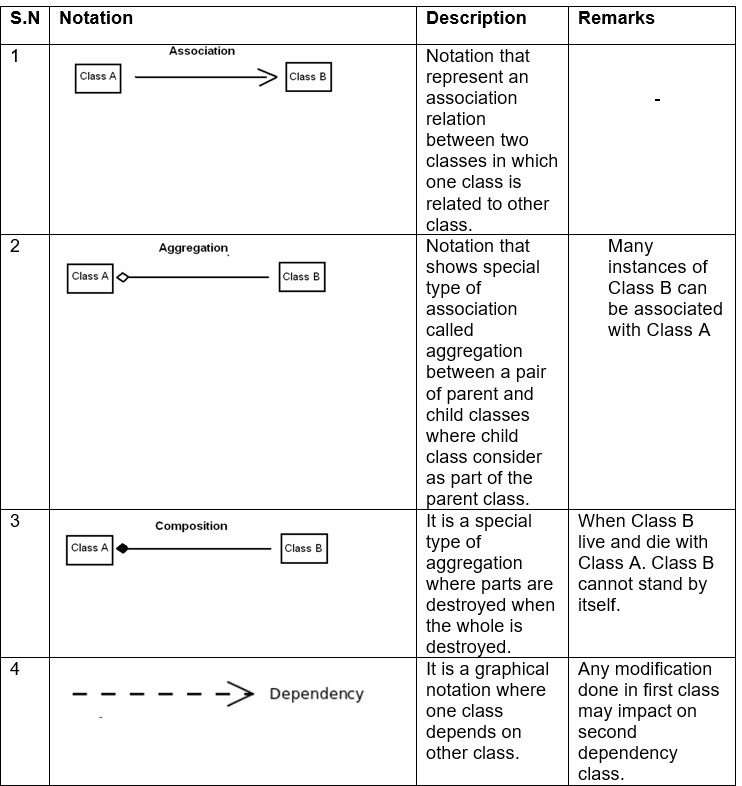 S.N Notation Description Remarks
1
Association
Class A Class B
Notation that
represent an
association
relation
between two
classes in which
one class is
related to other
class.
-
2
Aggregation
Class A Class B
Notation that
shows special
type of
association
called
aggregation
between a pair
of parent and
child classes
where child
class consider
as part of the
parent class.
Many
instances of
Class B can
be associated
with Class A
3
Composition
Class A Class B
It is a special
type of
aggregation
where parts are
destroyed when
the whole is
destroyed.
When Class B
live and die with
Class A. Class B
cannot stand by
itself.
4
Dependency
It is a graphical
notation where
one class
depends on
other class.
Any modification
done in first class
may impact on
second
dependency
class.